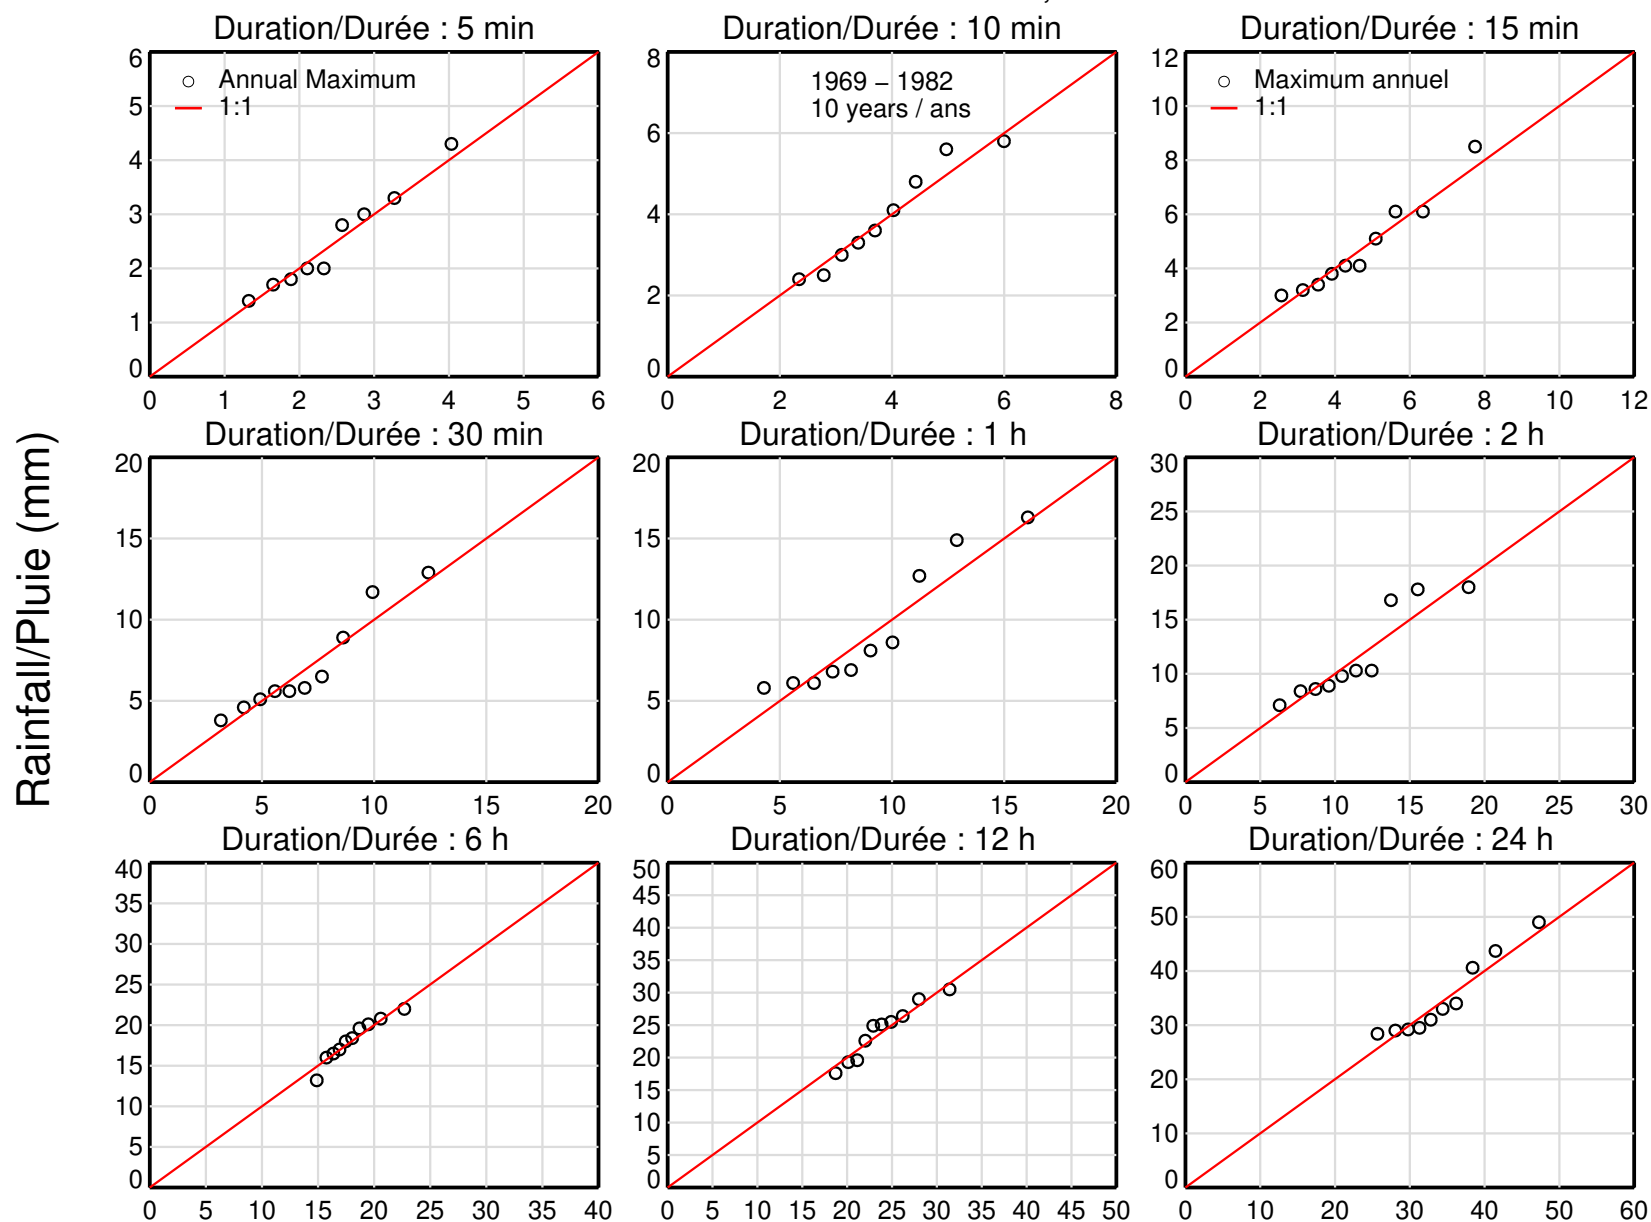 Duration/Durée : 5 min
Duration/Durée : 10 min
Duration/Durée : 15 min
6
5
4
3
2
1
0
0 1 2 3 4 5 6
Annual Maximum
1:1
8
6
4
2
0
0 2 4 6 8
1969 – 1982
10 years / ans
12
10
8
6
4
2
0
0 2 4 6 8 10 12
Maximum annuel
1:1
Rainfall/Pluie (mm)
Duration/Durée : 30 min
Duration/Durée : 1 h
Duration/Durée : 2 h
20
15
10
5
0
0 5 10 15 20
20
15
10
5
0
0 5 10 15 20
30
25
20
15
10
5
0
0 5 10 15 20 25 30
Duration/Durée : 6 h
Duration/Durée : 12 h
Duration/Durée : 24 h
40
35
30
25
20
15
10
5
0
0 5 10 15 20 25 30 35 40
50
45
40
35
30
25
20
15
10
5
0
0 5 10 15 20 25 30 35 40 45 50
60
50
40
30
20
10
0
0 10 20 30 40 50 60